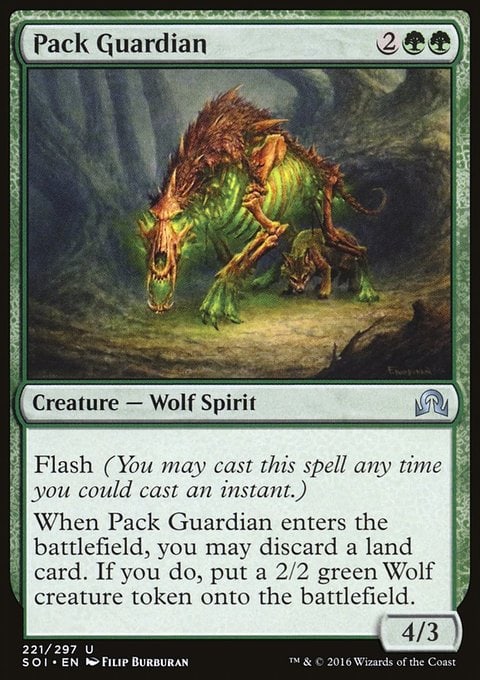 Pack Guardian 2
Creature — Wolf Spirit
Flash (You may cast this spell any time
you could cast an instant.)
When Pack Guardian enters the
battlefield, you may discard a land
card. If you do, put a 2/2 green Wolf
creature token onto the battlefield.
4/3
221/297 U
SOI • EN Filip Burburan
™ & © 2016 Wizards of the Coast